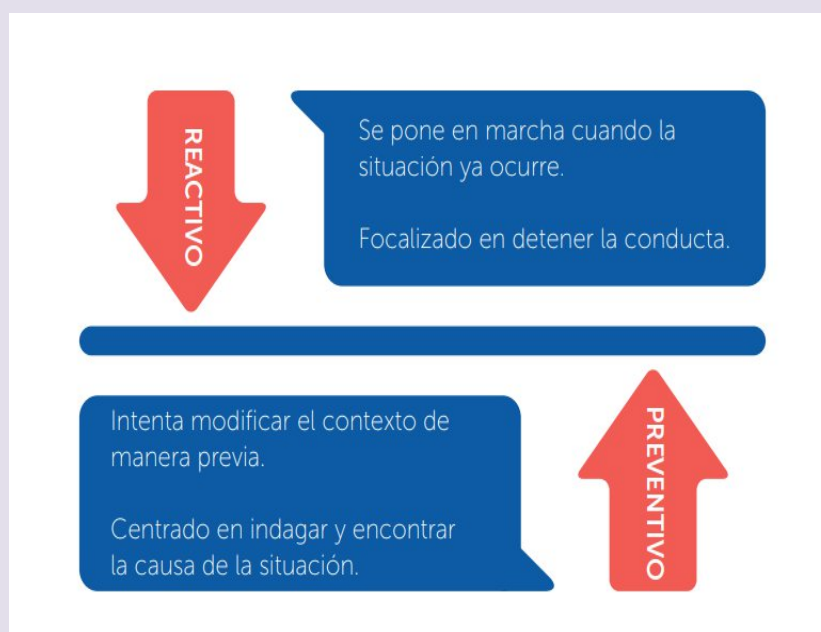 REACTIVO
Se pone en marcha cuando la
situación ya ocurre.
Focalizado en detener la conducta.
Intenta modificar el contexto de
manera previa.
Centrado en indagar y encontrar
la causa de la situación.
PREVENTIVO